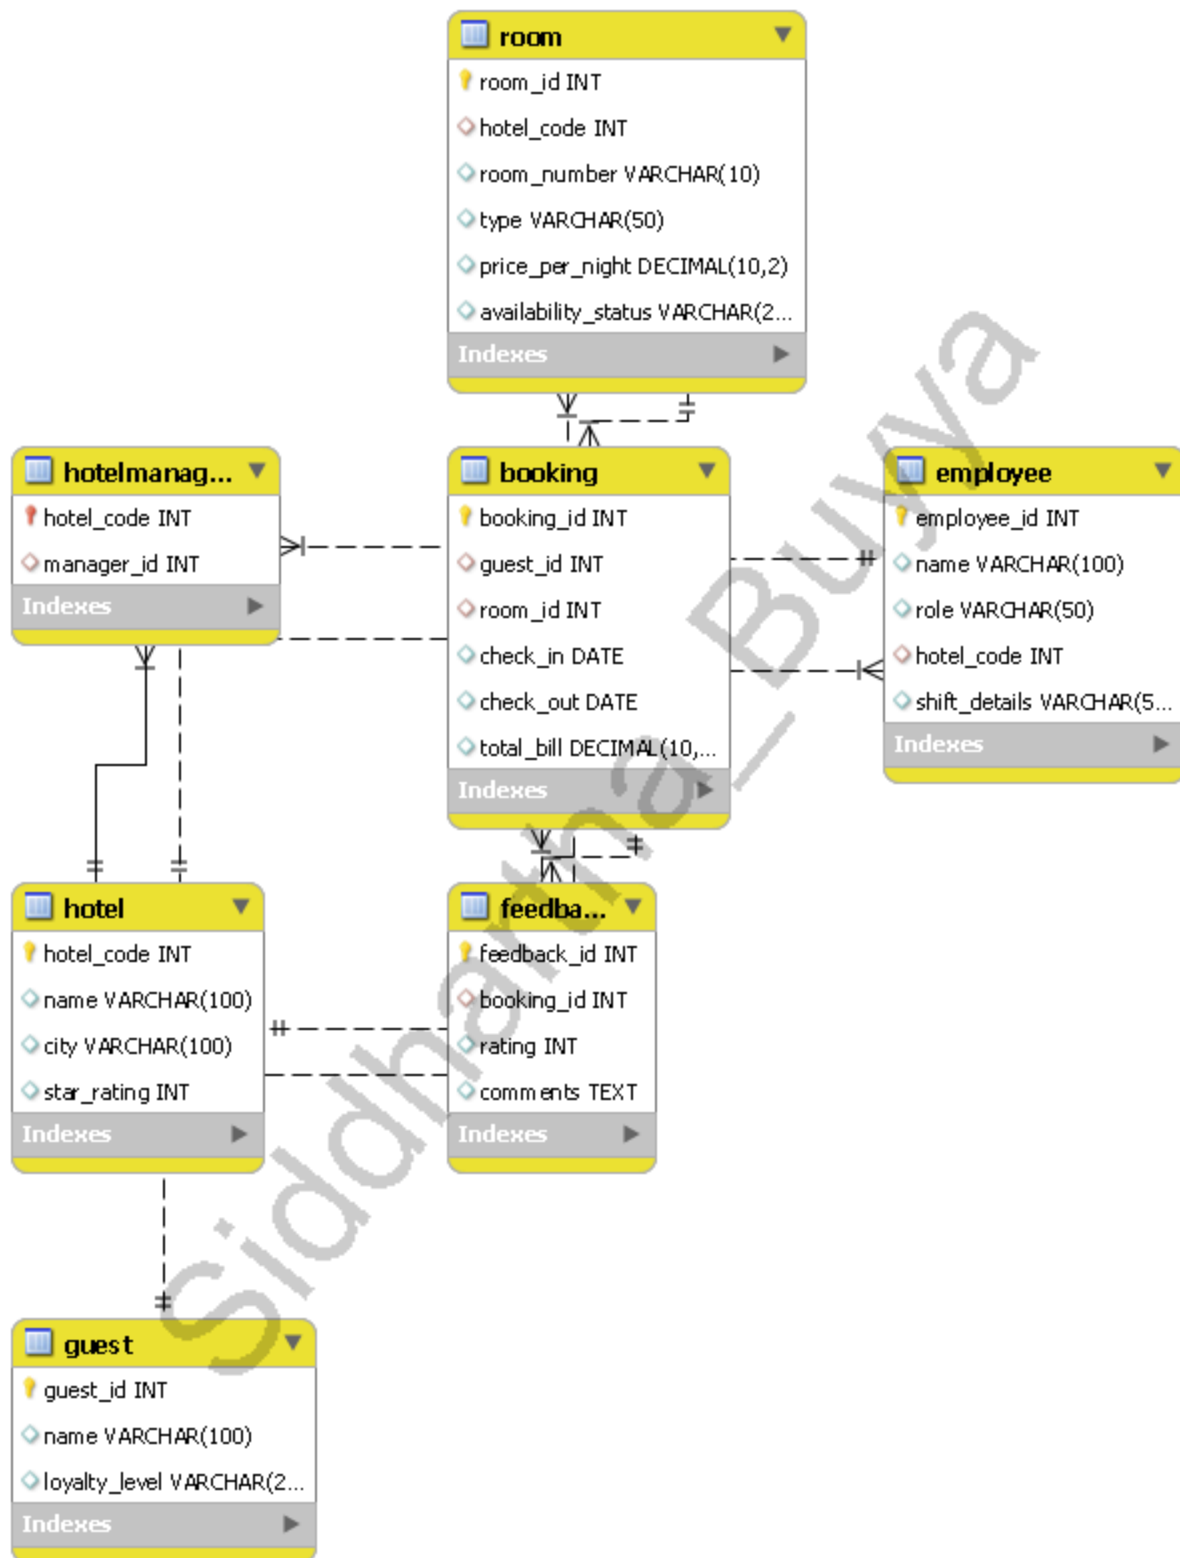 room
room_id INT
hotel_code INT
room_number VARCHAR(10)
type VARCHAR(50)
price_per_night DECIMAL(10,2)
availability_status VARCHAR(2...
Indexes
hotelmanag...
hotel_code INT
manager_id INT
Indexes
booking
booking_id INT
guest_id INT
room_id INT
check_in DATE
check_out DATE
total_bill DECIMAL(10,...
Indexes
employee
employee_id INT
name VARCHAR(100)
role VARCHAR(50)
hotel_code INT
shift_details VARCHAR(5...
Indexes
hotel
hotel_code INT
name VARCHAR(100)
city VARCHAR(100)
star_rating INT
Indexes
feedba...
feedback_id INT
booking_id INT
rating INT
comments TEXT
Indexes
guest
guest_id INT
name VARCHAR(100)
loyalty_level VARCHAR(2...
Indexes
Siddhartha_Buyya